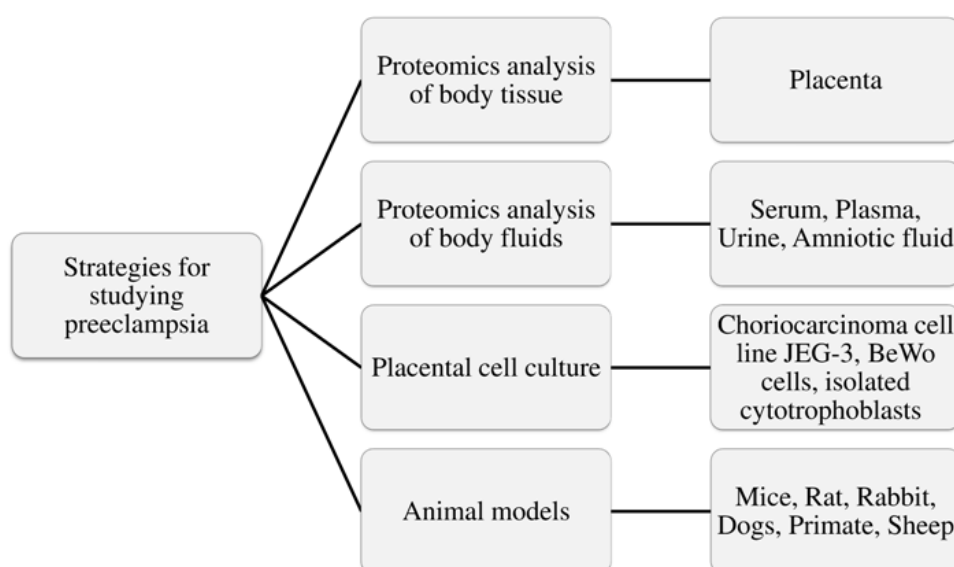 Strategies for
studying
preeclampsia
Proteomics analysis
of body tissue
Placenta
Proteomics analysis
of body fluids
Serum, Plasma,
Urine, Amniotic fluid
Placental cell culture
Choriocarcinoma cell
line JEG-3, BeWo
cells, isolated
cytotrophoblasts
Animal models
Mice, Rat, Rabbit,
Dogs, Primate, Sheep